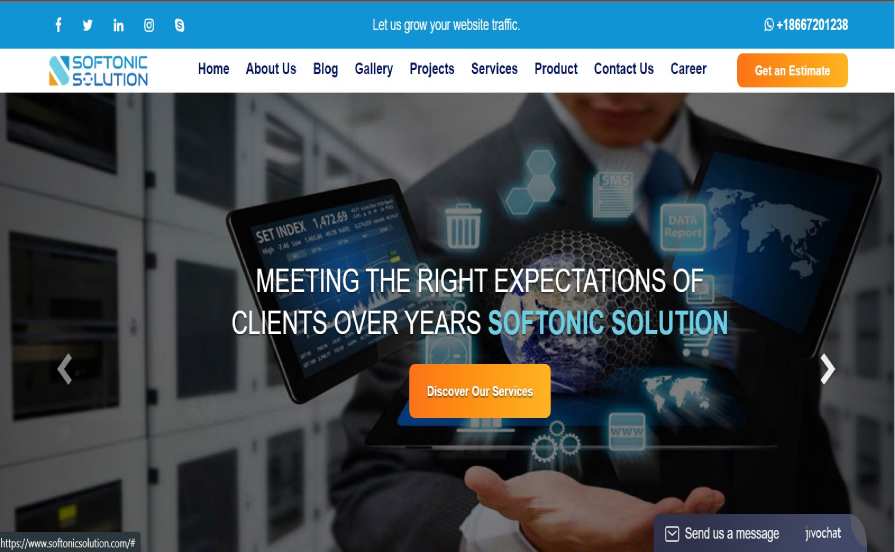 Let us grow your website traffic.
+18667201238
SOFTONIC
SOLUTION
Home About Us Blog Gallery Projects Services Product Contact Us Career
Get an Estimate
SET INDEX 1,472.69
SMS
DATA
Report
MEETING THE RIGHT EXPECTATIONS OF
CLIENTS OVER YEARS SOFTONIC SOLUTION
Discover Our Services
WWW
Send us a message
jivochat
https://www.softonicsolution.com/#